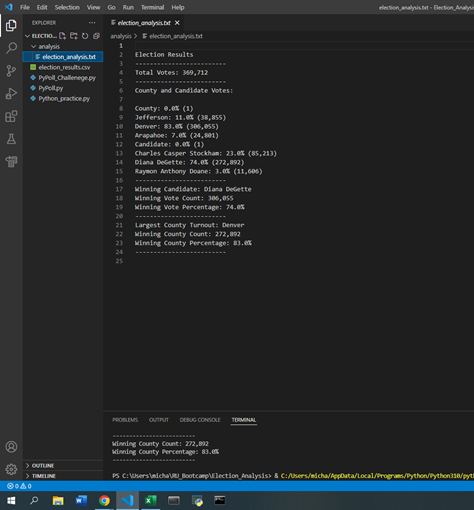 File Edit Selection View Go Run Terminal Help
election_analysis.txt - Election_Analysis
EXPLORER
ELECTIO...
analysis
election_analysis.txt
election_results.csv
PyPoll_Challenege.py
PyPoll.py
Python_practice.py
OUTLINE
TIMELINE
election_analysis.txt
analysis > election_analysis.txt
1
2 Election Results
3 -------------------------
4 Total Votes: 369,712
5 -------------------------
6 County and Candidate Votes:
7
8 County: 0.0% (1)
9 Jefferson: 11.0% (38,855)
10 Denver: 83.0% (306,055)
11 Arapahoe: 7.0% (24,801)
12 Candidate: 0.0% (1)
13 Charles Casper Stockham: 23.0% (85,213)
14 Diana DeGette: 74.0% (272,892)
15 Raymon Anthony Doane: 3.0% (11,606)
16 -------------------------
17 Winning Candidate: Diana DeGette
18 Winning Vote Count: 306,055
19 Winning Vote Percentage: 74.0%
20 -------------------------
21 Largest County Turnout: Denver
22 Winning County Count: 272,892
23 Winning County Percentage: 83.0%
24 -------------------------
25
PROBLEMS OUTPUT DEBUG CONSOLE TERMINAL
-------------------------
Winning County Count: 272,892
Winning County Percentage: 83.0%
-------------------------
PS C:\Users\micha\RU_Bootcamp\Election_Analysis> & C:/Users/micha/AppData/Local/Programs/Python/Python310/pyt
0 0